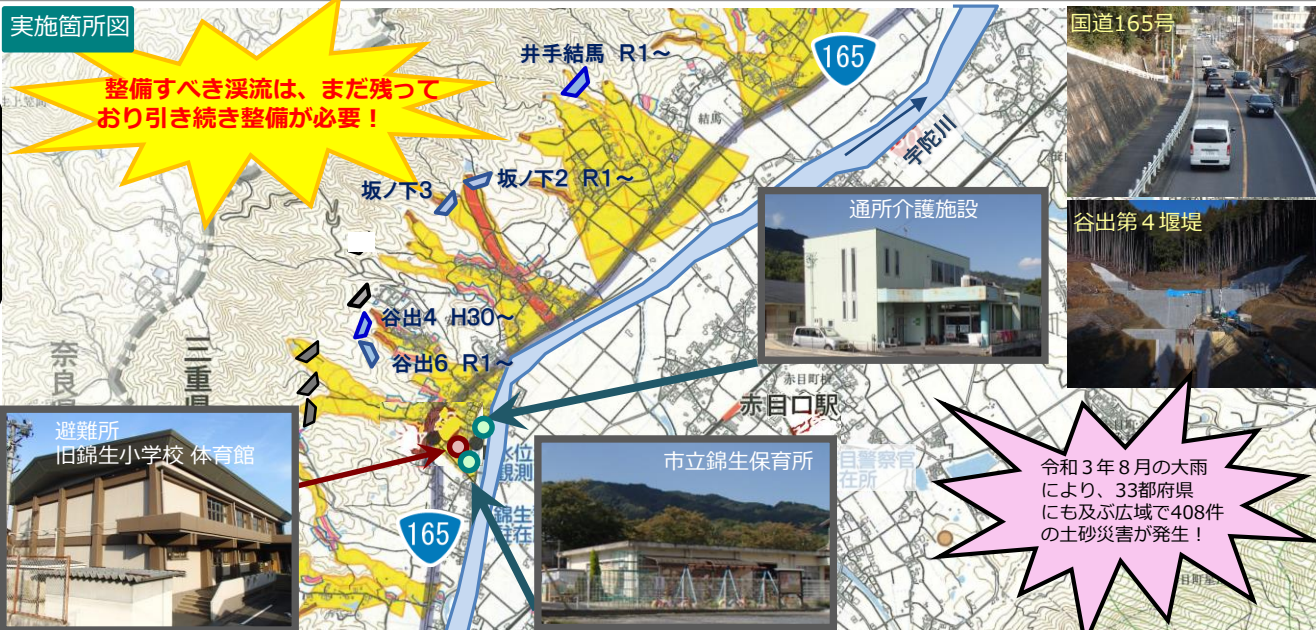 実施箇所図
整備すべき渓流は、まだ残って
おり引き続き整備が必要！
井手結馬 R1～
165
結馬
宇陀川
坂ノ下2 R1～
坂ノ下3
谷出4 H30～
谷出6 R1～
奈良県
三重県
国道165号
谷出第４堰堤
通所介護施設
赤目口駅
避難所
旧錦生小学校 体育館
市立錦生保育所
水位
観測
165
令和３年８月の大雨
により、33都府県
にも及ぶ広域で408件
の土砂災害が発生！